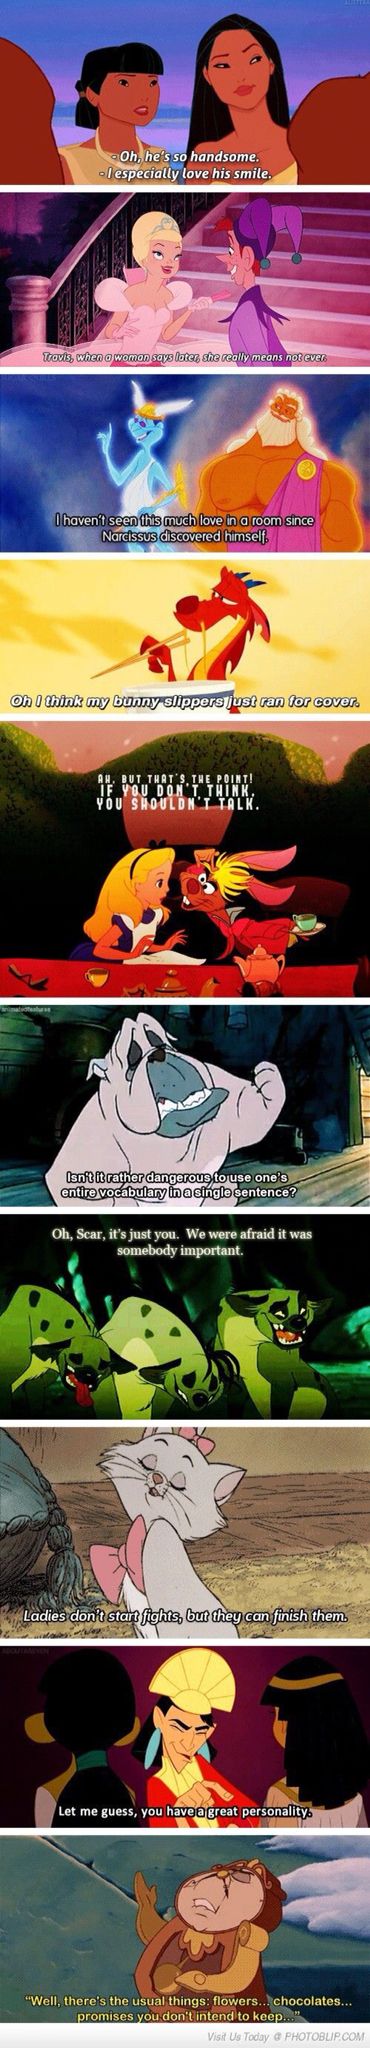 - Oh, he's so handsome.
- I especially love his smile.
Travis, when a woman says later, she really means not ever.
I haven't seen this much love in a room since
Narcissus discovered himself.
Oh I think my bunny slippers just ran for cover.
AH, BUT THAT'S THE POINT!
IF YOU DON'T THINK,
YOU SHOULDN'T TALK.
animatedfeatures
Isn't it rather dangerous to use one's
entire vocabulary in a single sentence?
Oh, Scar, it's just you. We were afraid it was
somebody important.
Ladies don't start fights, but they can finish them.
Let me guess, you have a great personality.
"Well, there's the usual things: flowers... chocolates...
promises you don't intend to keep..."
Visit Us Today @ PHOTOBLIP.COM